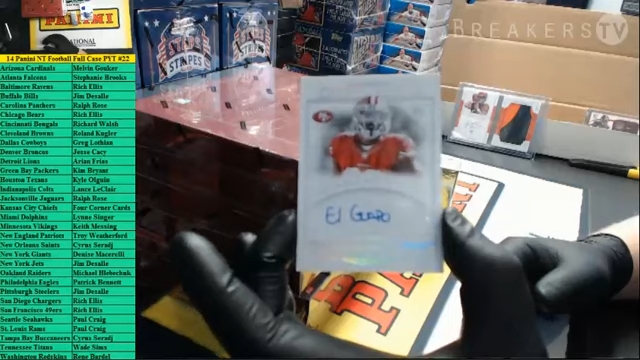 BREAKERSTV
PANINI
NATIONAL
STARS
STRIPES
14 Panini NT Football Full Case PYT #22
Arizona Cardinals Melvin Gouker
Atlanta Falcons Stephanie Brooks
Baltimore Ravens Rich Ellis
Buffalo Bills Jim Desalle
Carolina Panthers Ralph Rose
Chicago Bears Rich Ellis
Cincinnati Bengals Richard Walsh
Cleveland Browns Roland Kugler
Dallas Cowboys Greg Lothian
Denver Broncos Jesse Cacy
Detroit Lions Arian Frias
Green Bay Packers Kim Bryant
Houston Texans Kyle Olguin
Indianapolis Colts Lance LeClair
Jacksonville Jaguars Ralph Rose
Kansas City Chiefs Four Corner Cards
Miami Dolphins Lynne Singer
Minnesota Vikings Keith Messing
New England Patriots Troy Weatherford
New Orleans Saints Cyrus Seradj
New York Giants Denise Macerelli
New York Jets Jim Desalle
Oakland Raiders Michael Hlebechuk
Philadelphia Eagles Patrick Bennett
Pittsburgh Steelers Jim Desalle
San Diego Chargers Rich Ellis
San Francisco 49ers Rich Ellis
Seattle Seahawks Paul Craig
St. Louis Rams Paul Craig
Tampa Bay Buccaneers Cyrus Seradj
Tennessee Titans Wade Sims
Washington Redskins Rene Bardel
El Guapo